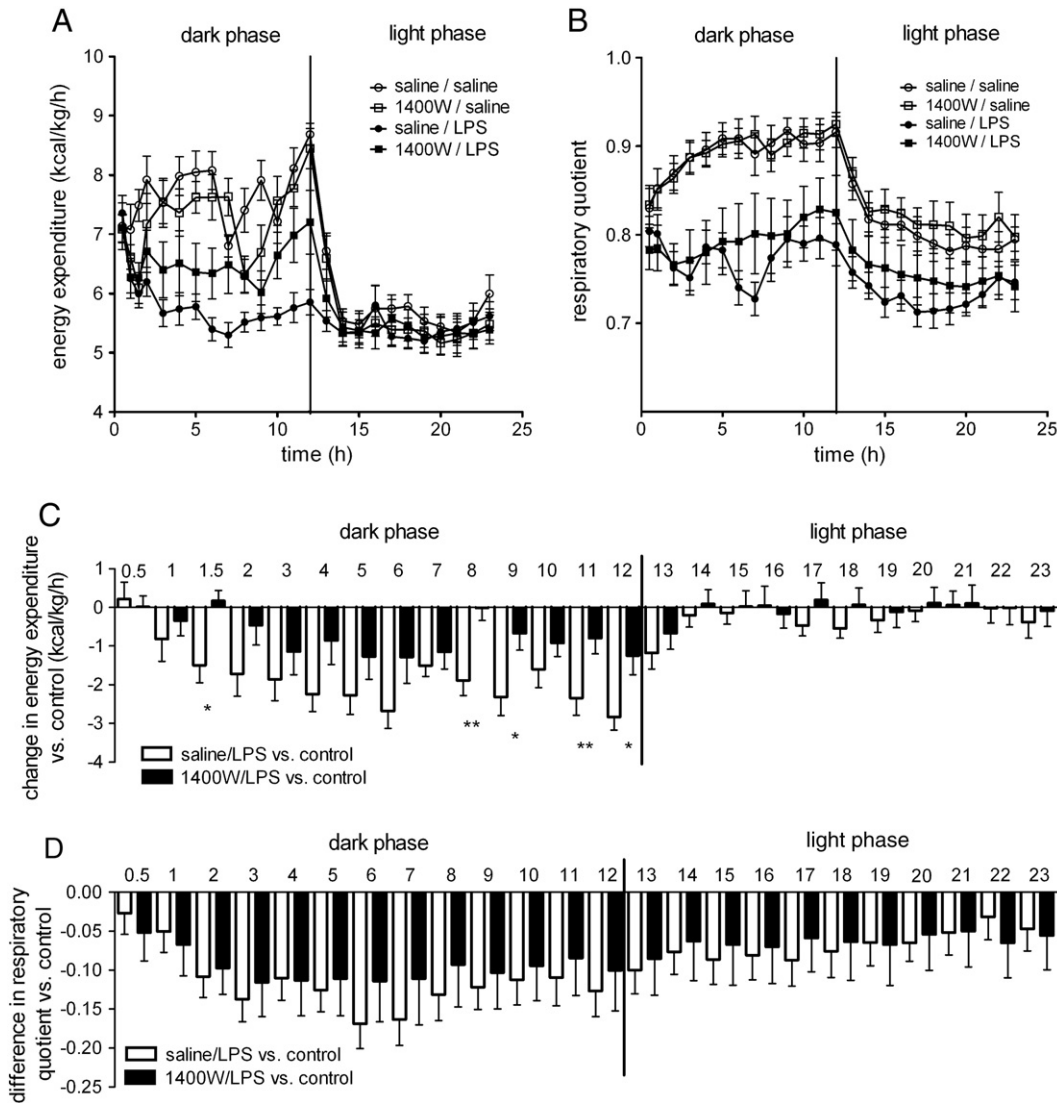 A
dark phase
light phase
saline / saline
1400W / saline
saline / LPS
1400W / LPS
energy expenditure (kcal/kg/h)
10
9
8
7
6
5
4
0 5 10 15 20 25
time (h)
B
dark phase
light phase
saline / saline
1400W / saline
saline / LPS
1400W / LPS
respiratory quotient
1.0
0.9
0.8
0.7
0 5 10 15 20 25
time (h)
C
dark phase
light phase
0.5 1 1.5 2 3 4 5 6 7 8 9 10 11 12 13 14 15 16 17 18 19 20 21 22 23
change in energy expenditure
vs. control (kcal/kg/h)
1
0
-1
-2
-3
-4
* ** * ** *
saline/LPS vs. control
1400W/LPS vs. control
D
dark phase
light phase
0.5 1 2 3 4 5 6 7 8 9 10 11 12 13 14 15 16 17 18 19 20 21 22 23
difference in respiratory
quotient vs. control
0.00
-0.05
-0.10
-0.15
-0.20
-0.25
saline/LPS vs. control
1400W/LPS vs. control